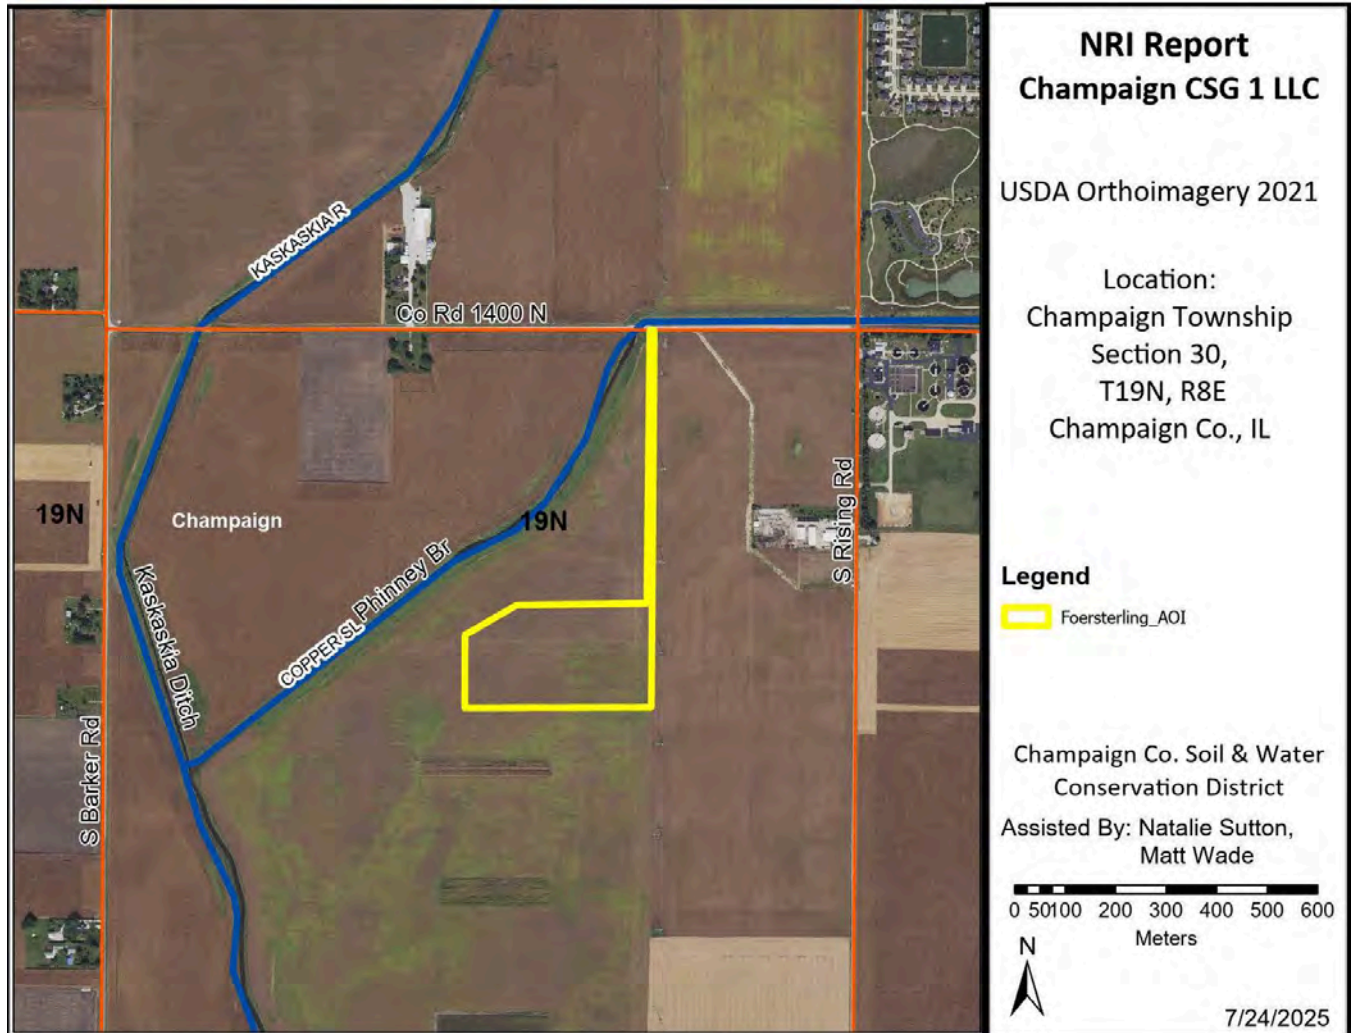 NRI Report
Champaign CSG 1 LLC
USDA Orthoimagery 2021
Location:
Champaign Township
Section 30,
T19N, R8E
Champaign Co., IL
Legend
Foersterling_AOI
Champaign Co. Soil & Water
Conservation District
Assisted By: Natalie Sutton,
Matt Wade
0 50100 200 300 400 500 600
Meters
N
7/24/2025
KASKASKIA R
Co Rd 1400 N
19N
Champaign
19N
S Rising Rd
COPPER SL Phinney Br
Kaskaskia Ditch
S Barker Rd